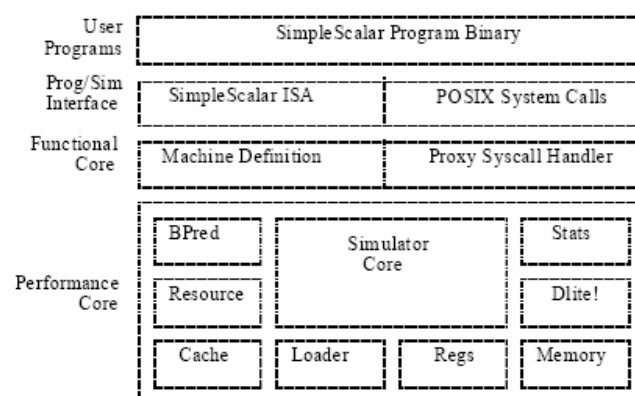 User
Programs
SimpleScalar Program Binary
Prog/Sim
Interface
SimpleScalar ISA
POSIX System Calls
Functional
Core
Machine Definition
Proxy Syscall Handler
Performance
Core
BPred
Simulator
Core
Stats
Resource
Dlite!
Cache
Loader
Regs
Memory